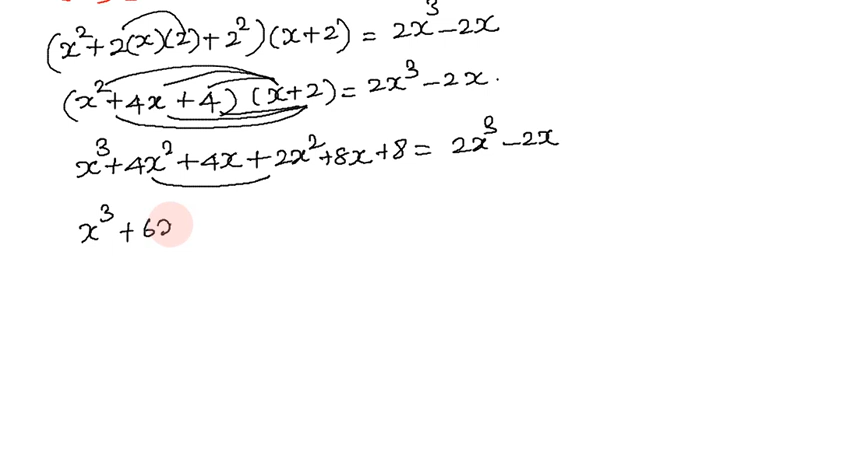 (x²+2(x)(2)+2²)(x+2) = 2x³-2x
(x²+4x+4)(x+2) = 2x³-2x.
x³+4x²+4x+2x²+8x+8 = 2x³-2x
x³+6x